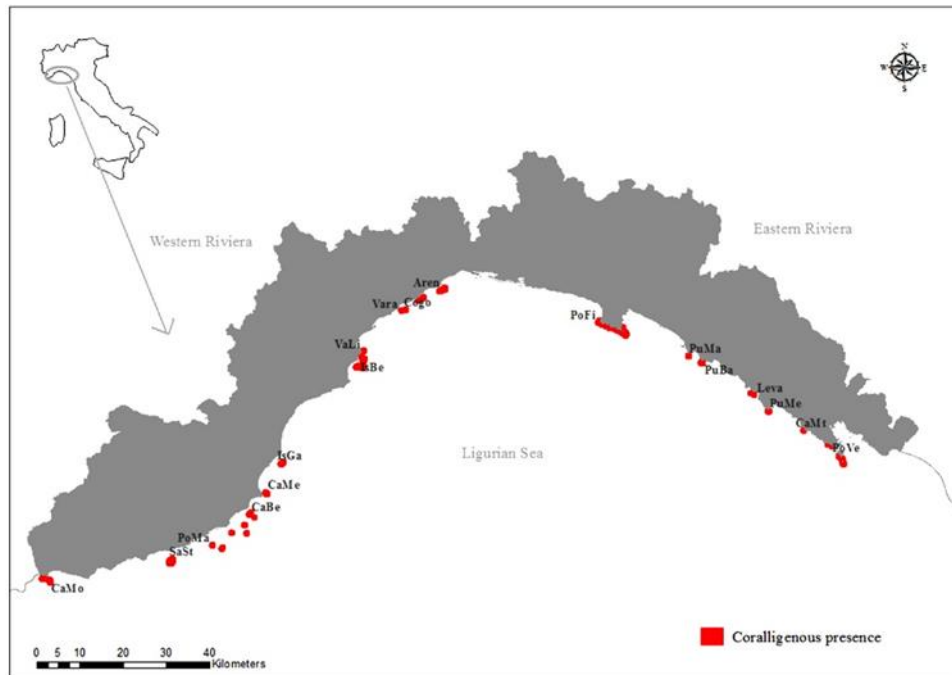 N
W E
S
Western Riviera
Eastern Riviera
Aren
Vara Cogo
PoFi
VaLi
IsBe
PuMa
PuBa
Leva
PuMe
CaMt
PoVe
Ligurian Sea
IsGa
CaMe
CaBe
PoMa
SaSt
CaMo
Coralligenous presence
0 5 10 20 30 40
Kilometers